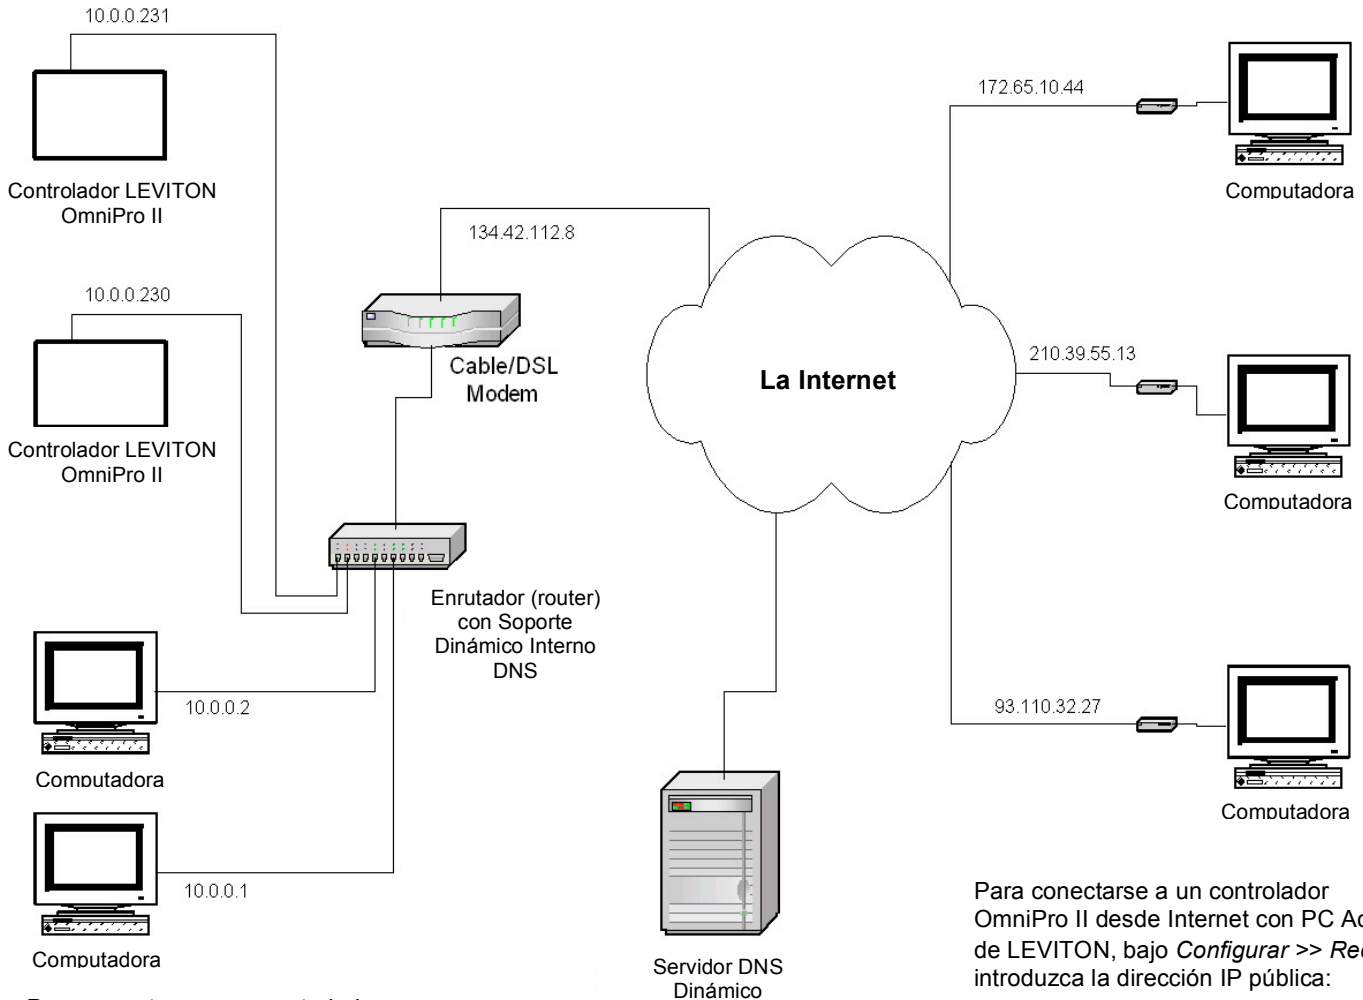 10.0.0.231
Controlador LEVITON
OmniPro II
10.0.0.230
Controlador LEVITON
OmniPro II
134.42.112.8
Cable/DSL
Modem
Enrutador (router)
con Soporte
Dinámico Interno
DNS
10.0.0.2
Computadora
10.0.0.1
Computadora
La Internet
172.65.10.44
Computadora
210.39.55.13
Computadora
93.110.32.27
Computadora
Servidor DNS
Dinámico
Para conectarse a un controlador
OmniPro II desde Internet con PC
de LEVITON, bajo Configurar >>
introduzca la dirección IP pública: